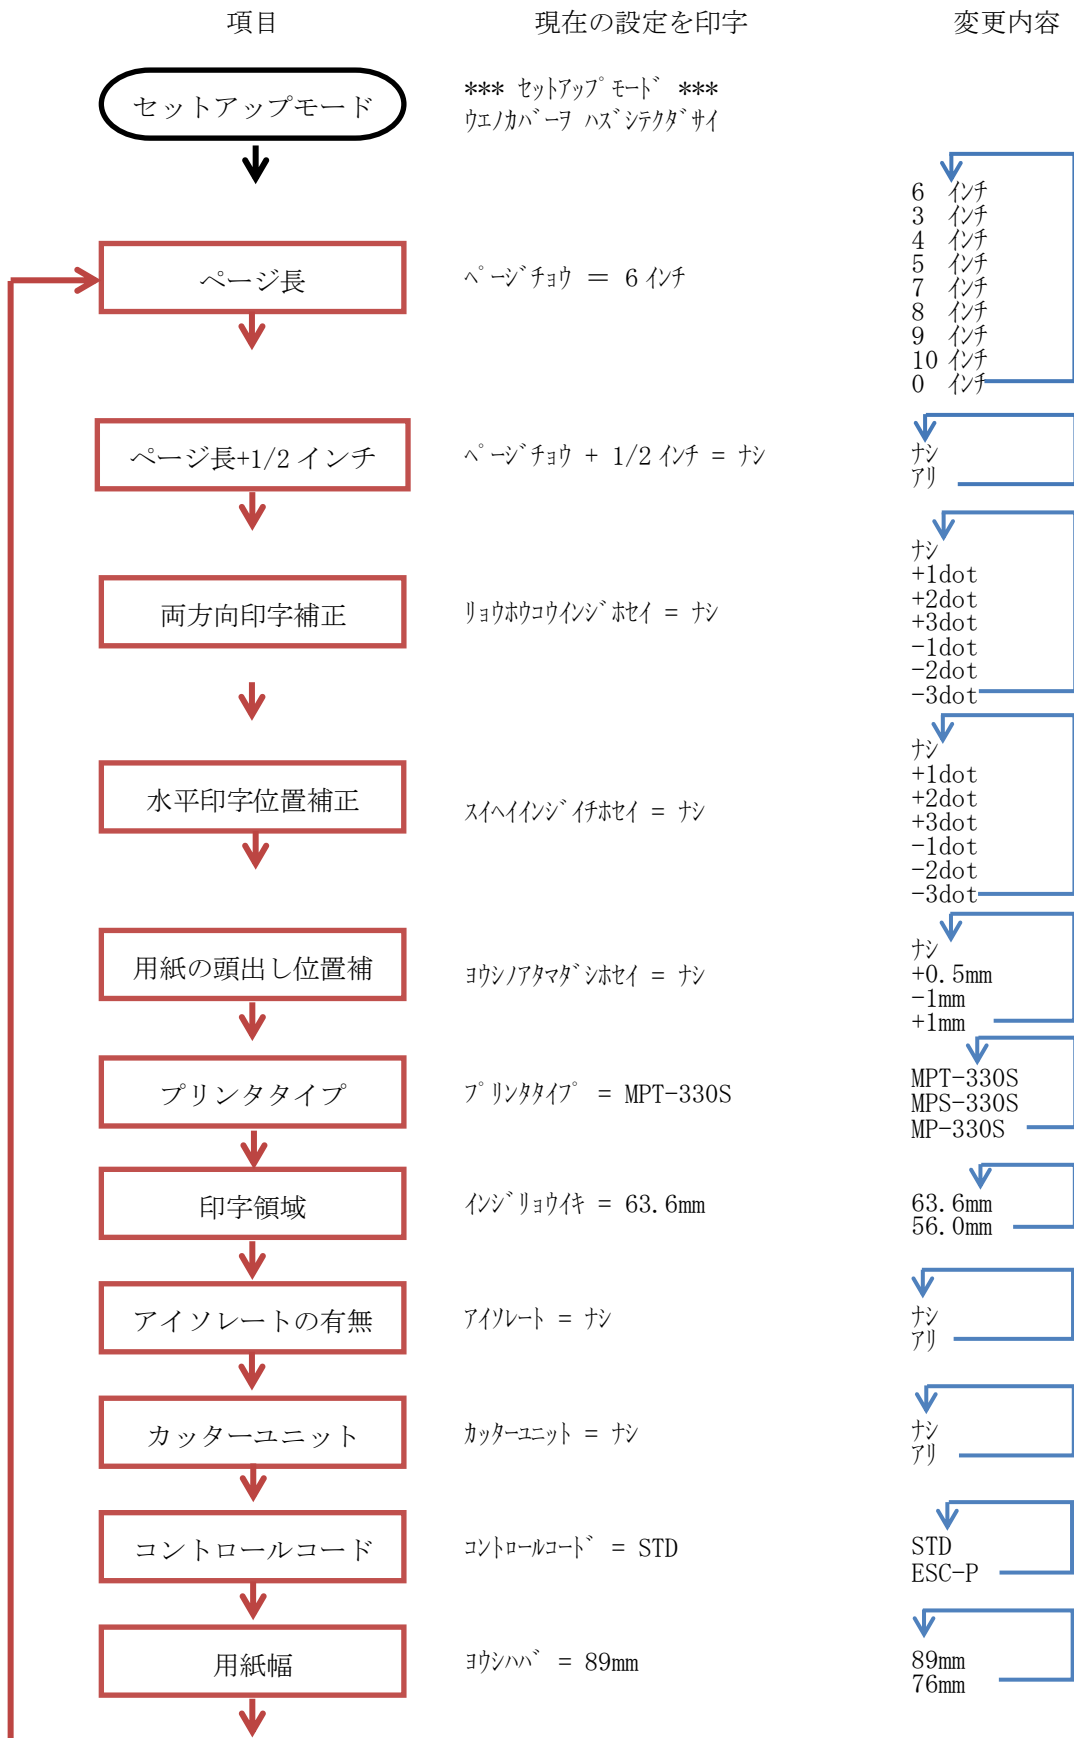 項目 現在の設定を印字 変更内容
セットアップモード
*** ｾｯﾄｱｯﾌﾟﾓｰﾄﾞ ***
ｳｴﾉｶﾊﾞｰｦ ﾊｽﾞｼﾃｸﾀﾞｻｲ
ページ長
ﾍﾟｰｼﾞﾁｮｳ ＝ 6 ｲﾝﾁ
6 ｲﾝﾁ
3 ｲﾝﾁ
4 ｲﾝﾁ
5 ｲﾝﾁ
7 ｲﾝﾁ
8 ｲﾝﾁ
9 ｲﾝﾁ
10 ｲﾝﾁ
0 ｲﾝﾁ
ページ長+1/2 インチ
ﾍﾟｰｼﾞﾁｮｳ + 1/2 ｲﾝﾁ = ﾅｼ
ﾅｼ
ｱﾘ
両方向印字補正
ﾘｮｳﾎｳｺｳｲﾝｼﾞﾎｾｲ = ﾅｼ
ﾅｼ
+1dot
+2dot
+3dot
-1dot
-2dot
-3dot
水平印字位置補正
ｽｲﾍｲｲﾝｼﾞｲﾁﾎｾｲ = ﾅｼ
ﾅｼ
+1dot
+2dot
+3dot
-1dot
-2dot
-3dot
用紙の頭出し位置補
ﾖｳｼﾉｱﾀﾏﾀﾞｼﾎｾｲ = ﾅｼ
ﾅｼ
+0.5mm
-1mm
+1mm
プリンタタイプ
ﾌﾟﾘﾝﾀﾀｲﾌﾟ = MPT-330S
MPT-330S
MPS-330S
MP-330S
印字領域
ｲﾝｼﾞﾘｮｳｲｷ = 63.6mm
63.6mm
56.0mm
アイソレートの有無
ｱｲｿﾚｰﾄ = ﾅｼ
ﾅｼ
ｱﾘ
カッターユニット
ｶｯﾀｰﾕﾆｯﾄ = ﾅｼ
ﾅｼ
ｱﾘ
コントロールコード
ｺﾝﾄﾛｰﾙｺｰﾄﾞ = STD
STD
ESC-P
用紙幅
ﾖｳｼﾊﾊﾞ = 89mm
89mm
76mm